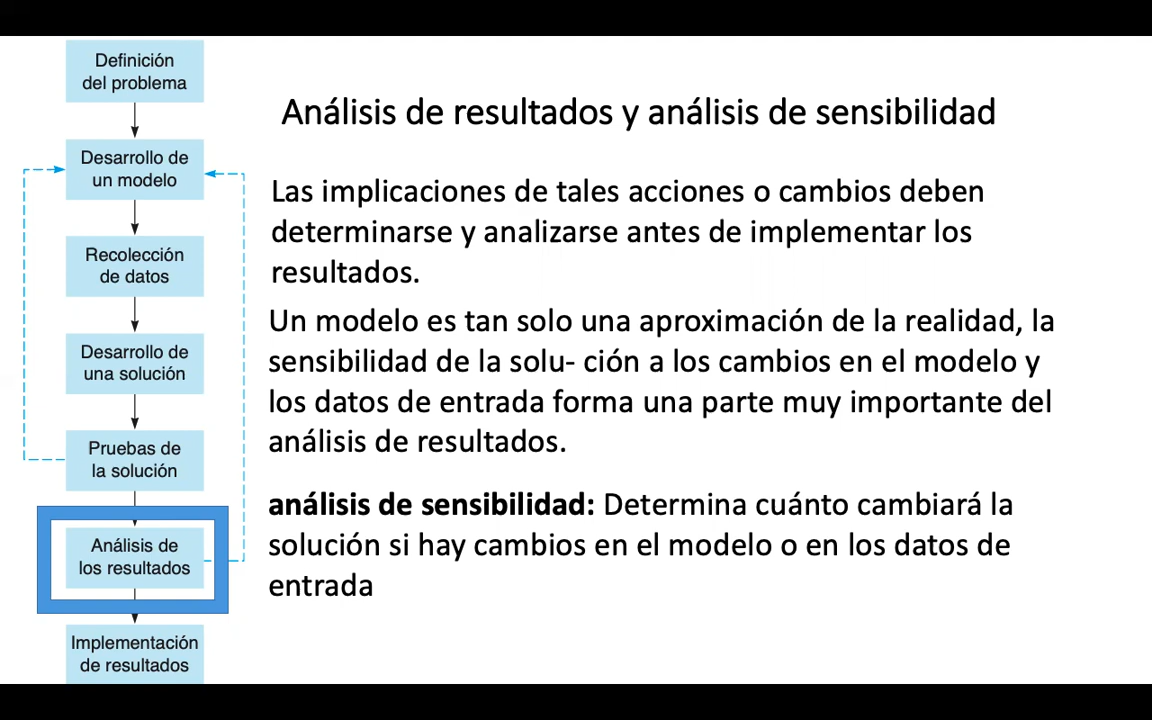 Definición
del problema
Desarrollo de
un modelo
Recolección
de datos
Desarrollo de
una solución
Pruebas de
la solución
Análisis de
los resultados
Implementación
de resultados
Análisis de resultados y análisis de sensibilidad
Las implicaciones de tales acciones o cambios deben
determinarse y analizarse antes de implementar los
resultados.
Un modelo es tan solo una aproximación de la realidad, la
sensibilidad de la solu- ción a los cambios en el modelo y
los datos de entrada forma una parte muy importante del
análisis de resultados.
análisis de sensibilidad: Determina cuánto cambiará la
solución si hay cambios en el modelo o en los datos de
entrada